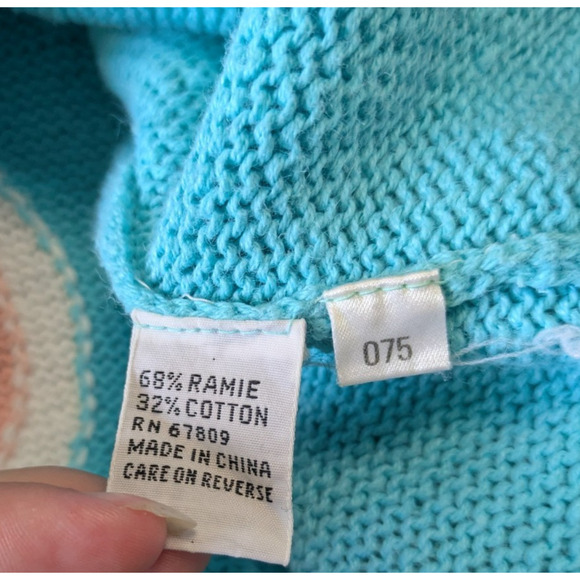 68% RAMIE
32% COTTON
RN 67809
MADE IN CHINA
CARE ON REVERSE
075